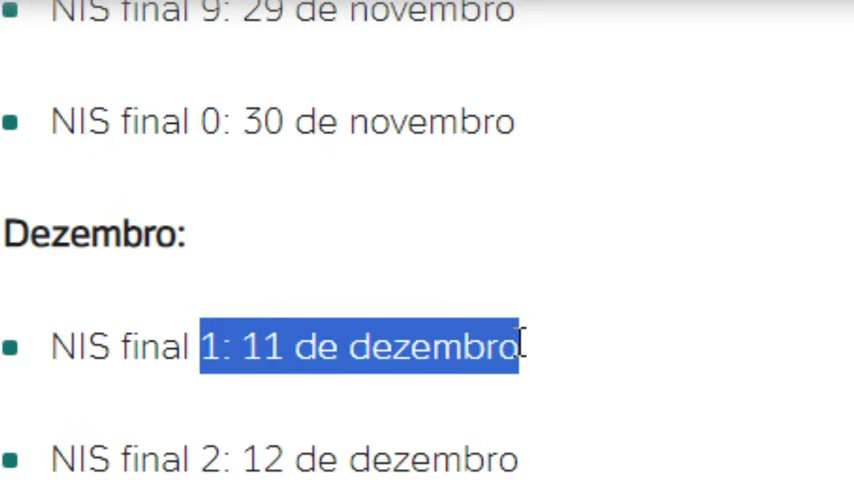 NIS final 9: 29 de novembro
NIS final 0: 30 de novembro
Dezembro:
NIS final 1: 11 de dezembro
NIS final 2: 12 de dezembro